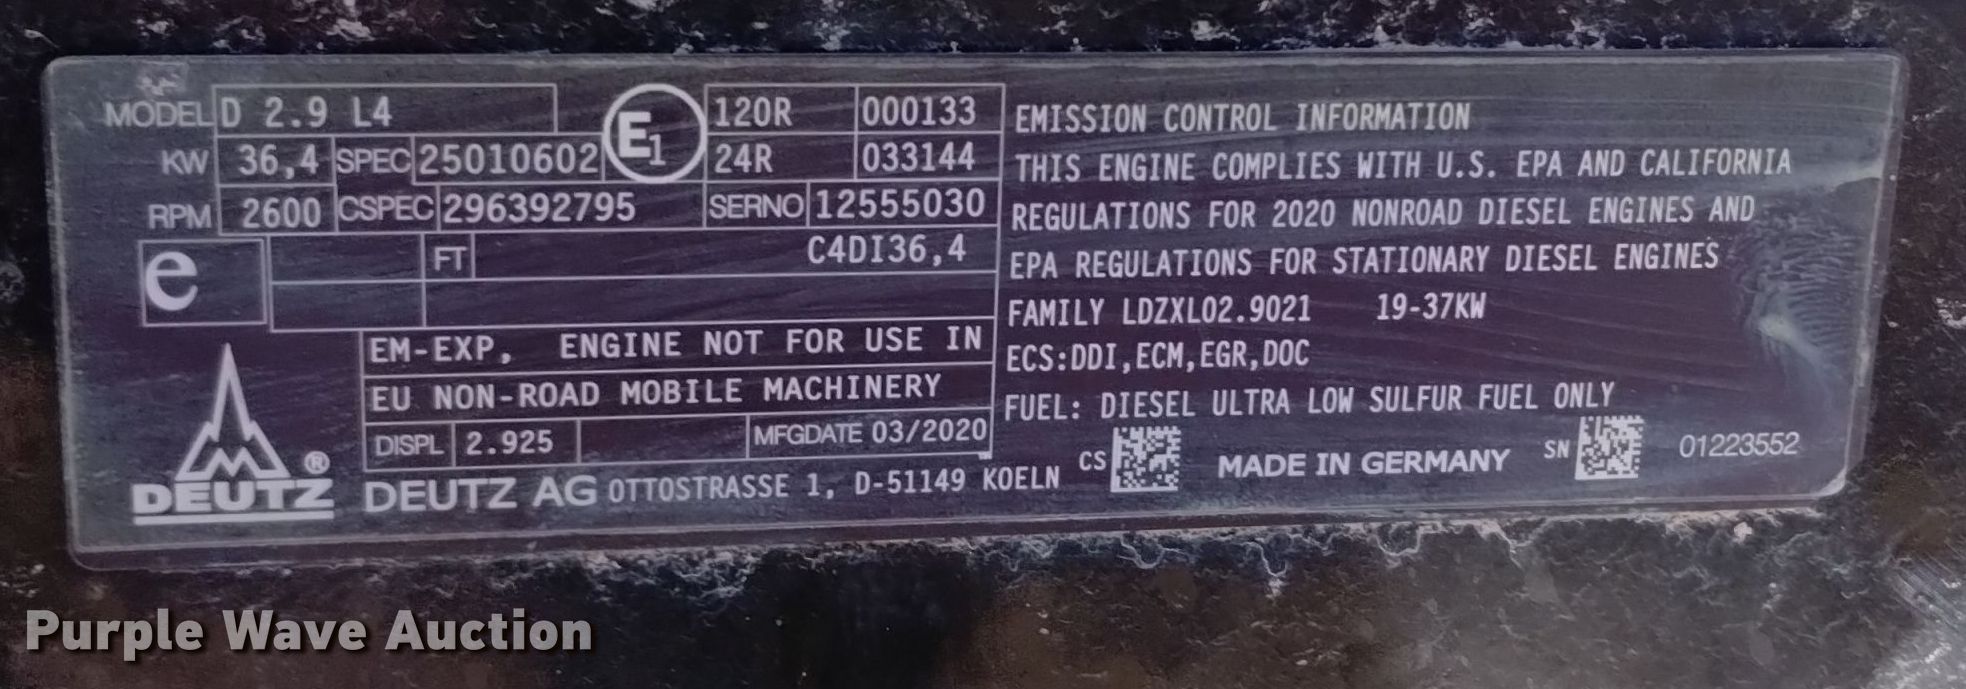 MODEL D 2.9 L4 E1 120R 000133
KW 36,4 SPEC 25010602 24R 033144
RPM 2600 CSPEC 296392795 SERNO 12555030
e FT C4DI36,4
EM-EXP, ENGINE NOT FOR USE IN
EU NON-ROAD MOBILE MACHINERY
DISPL 2.925 MFGDATE 03/2020
DEUTZ®
DEUTZ AG OTTOSTRASSE 1, D-51149 KOELN
EMISSION CONTROL INFORMATION
THIS ENGINE COMPLIES WITH U.S. EPA AND CALIFORNIA
REGULATIONS FOR 2020 NONROAD DIESEL ENGINES AND
EPA REGULATIONS FOR STATIONARY DIESEL ENGINES
FAMILY LDZXL02.9021 19-37KW
ECS:DDI,ECM,EGR,DOC
FUEL: DIESEL ULTRA LOW SULFUR FUEL ONLY
CS MADE IN GERMANY SN 01223552
Purple Wave Auction